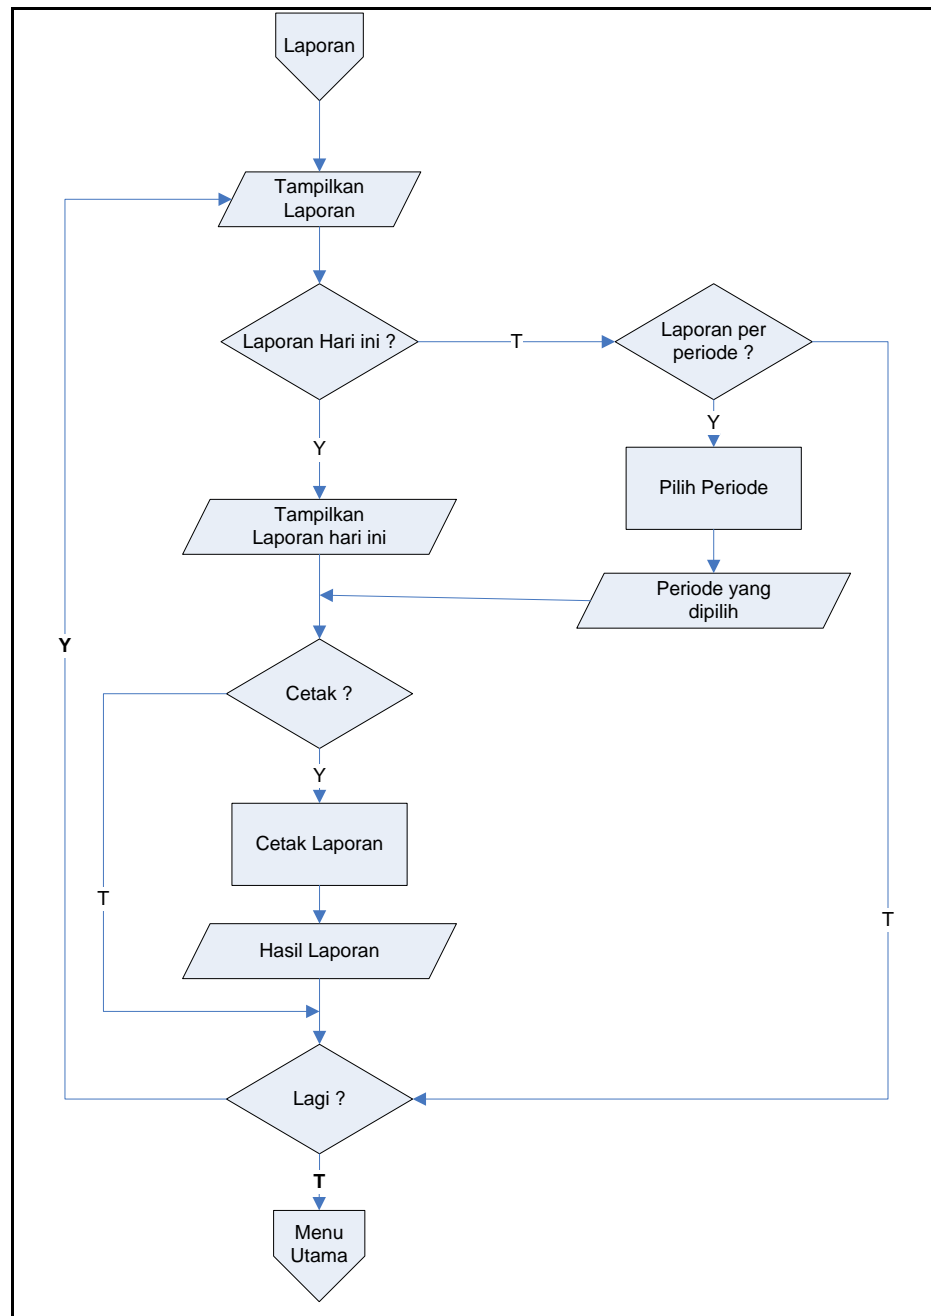 Laporan
Tampilkan
Laporan
Laporan Hari ini ?
T
Laporan per
periode ?
Y
Y
Pilih Periode
Tampilkan
Laporan hari ini
Periode yang
dipilih
Y
Cetak ?
Y
Cetak Laporan
T
T
Hasil Laporan
Lagi ?
T
Menu
Utama